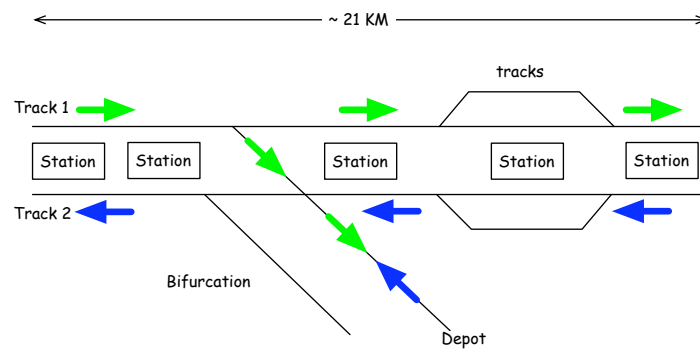 ~ 21 KM
tracks
Track 1
Station
Station
Station
Station
Station
Track 2
Bifurcation
Depot